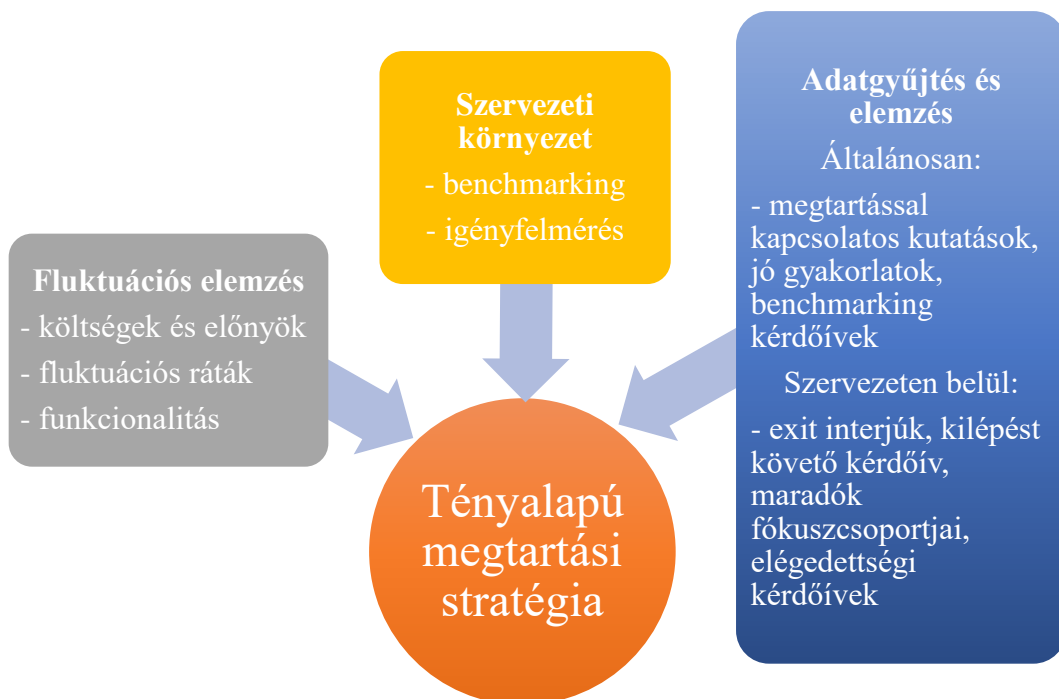 Fluktuációs elemzés
- költségek és előnyök
- fluktuációs ráták
- funkcionalitás
Szervezeti
környezet
- benchmarking
- igényfelmérés
Adatgyűjtés és
elemzés
Általánosan:
- megtartással
kapcsolatos kutatások,
jó gyakorlatok,
benchmarking
kérdőívek
Szervezeten belül:
- exit interjúk, kilépést
követő kérdőív,
maradók
fókuszcsoportjai,
elégedettségi
kérdőívek
Tényalapú
megtartási
stratégia